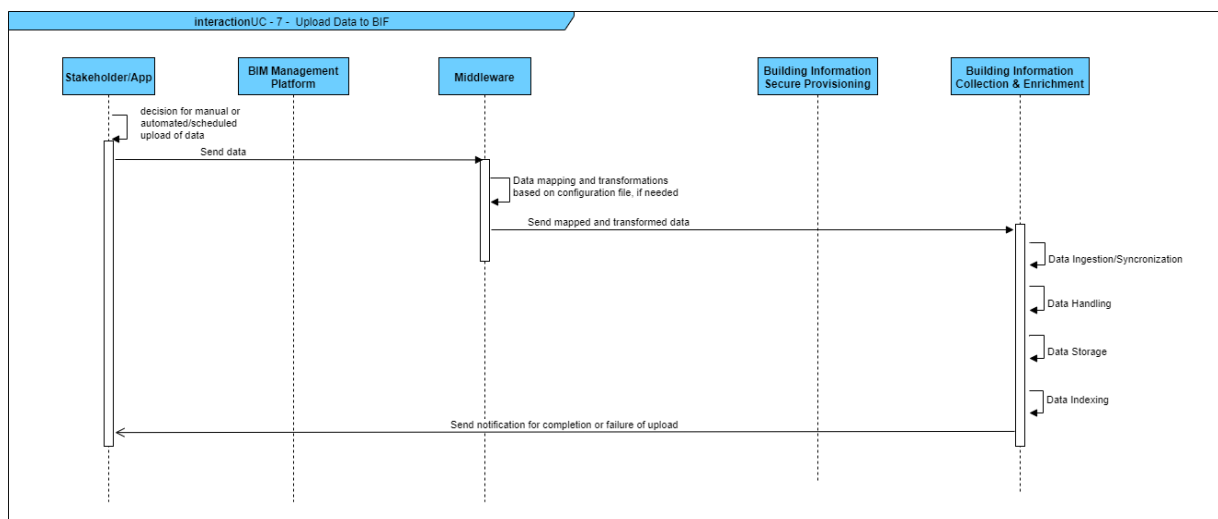 interactionUC - 7 -  Upload Data to BIF
Stakeholder/App
BIM Management
Platform
Middleware
Building Information
Secure Provisioning
Building Information
Collection & Enrichment
decision for manual or
automated/scheduled
upload of data
Send data
Data mapping and transformations
based on configuration file, if needed
Send mapped and transformed data
Data Ingestion/Syncronization
Data Handling
Data Storage
Data Indexing
Send notification for completion or failure of upload